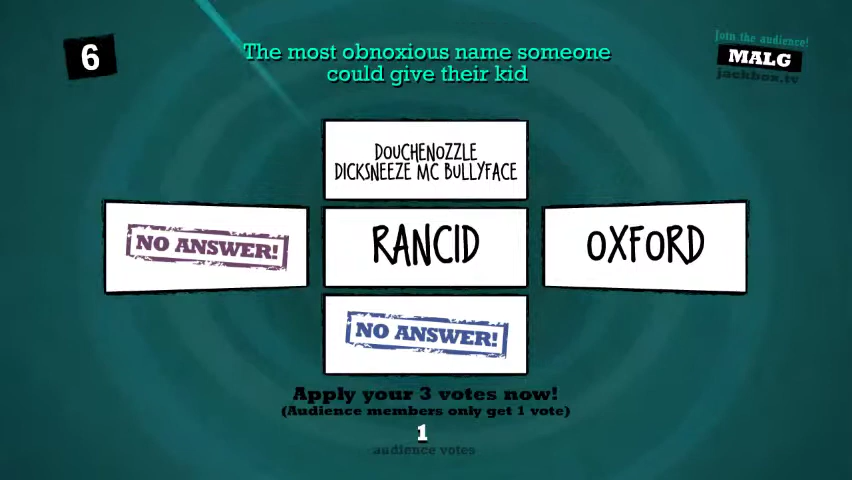 6
The most obnoxious name someone
could give their kid
Join the audience!
MALG
jackbox.tv
DOUCHENOZZLE
DICKSNEEZE MC BULLYFACE
NO ANSWER!
RANCID
OXFORD
NO ANSWER!
Apply your 3 votes now!
(Audience members only get 1 vote)
1
audience votes